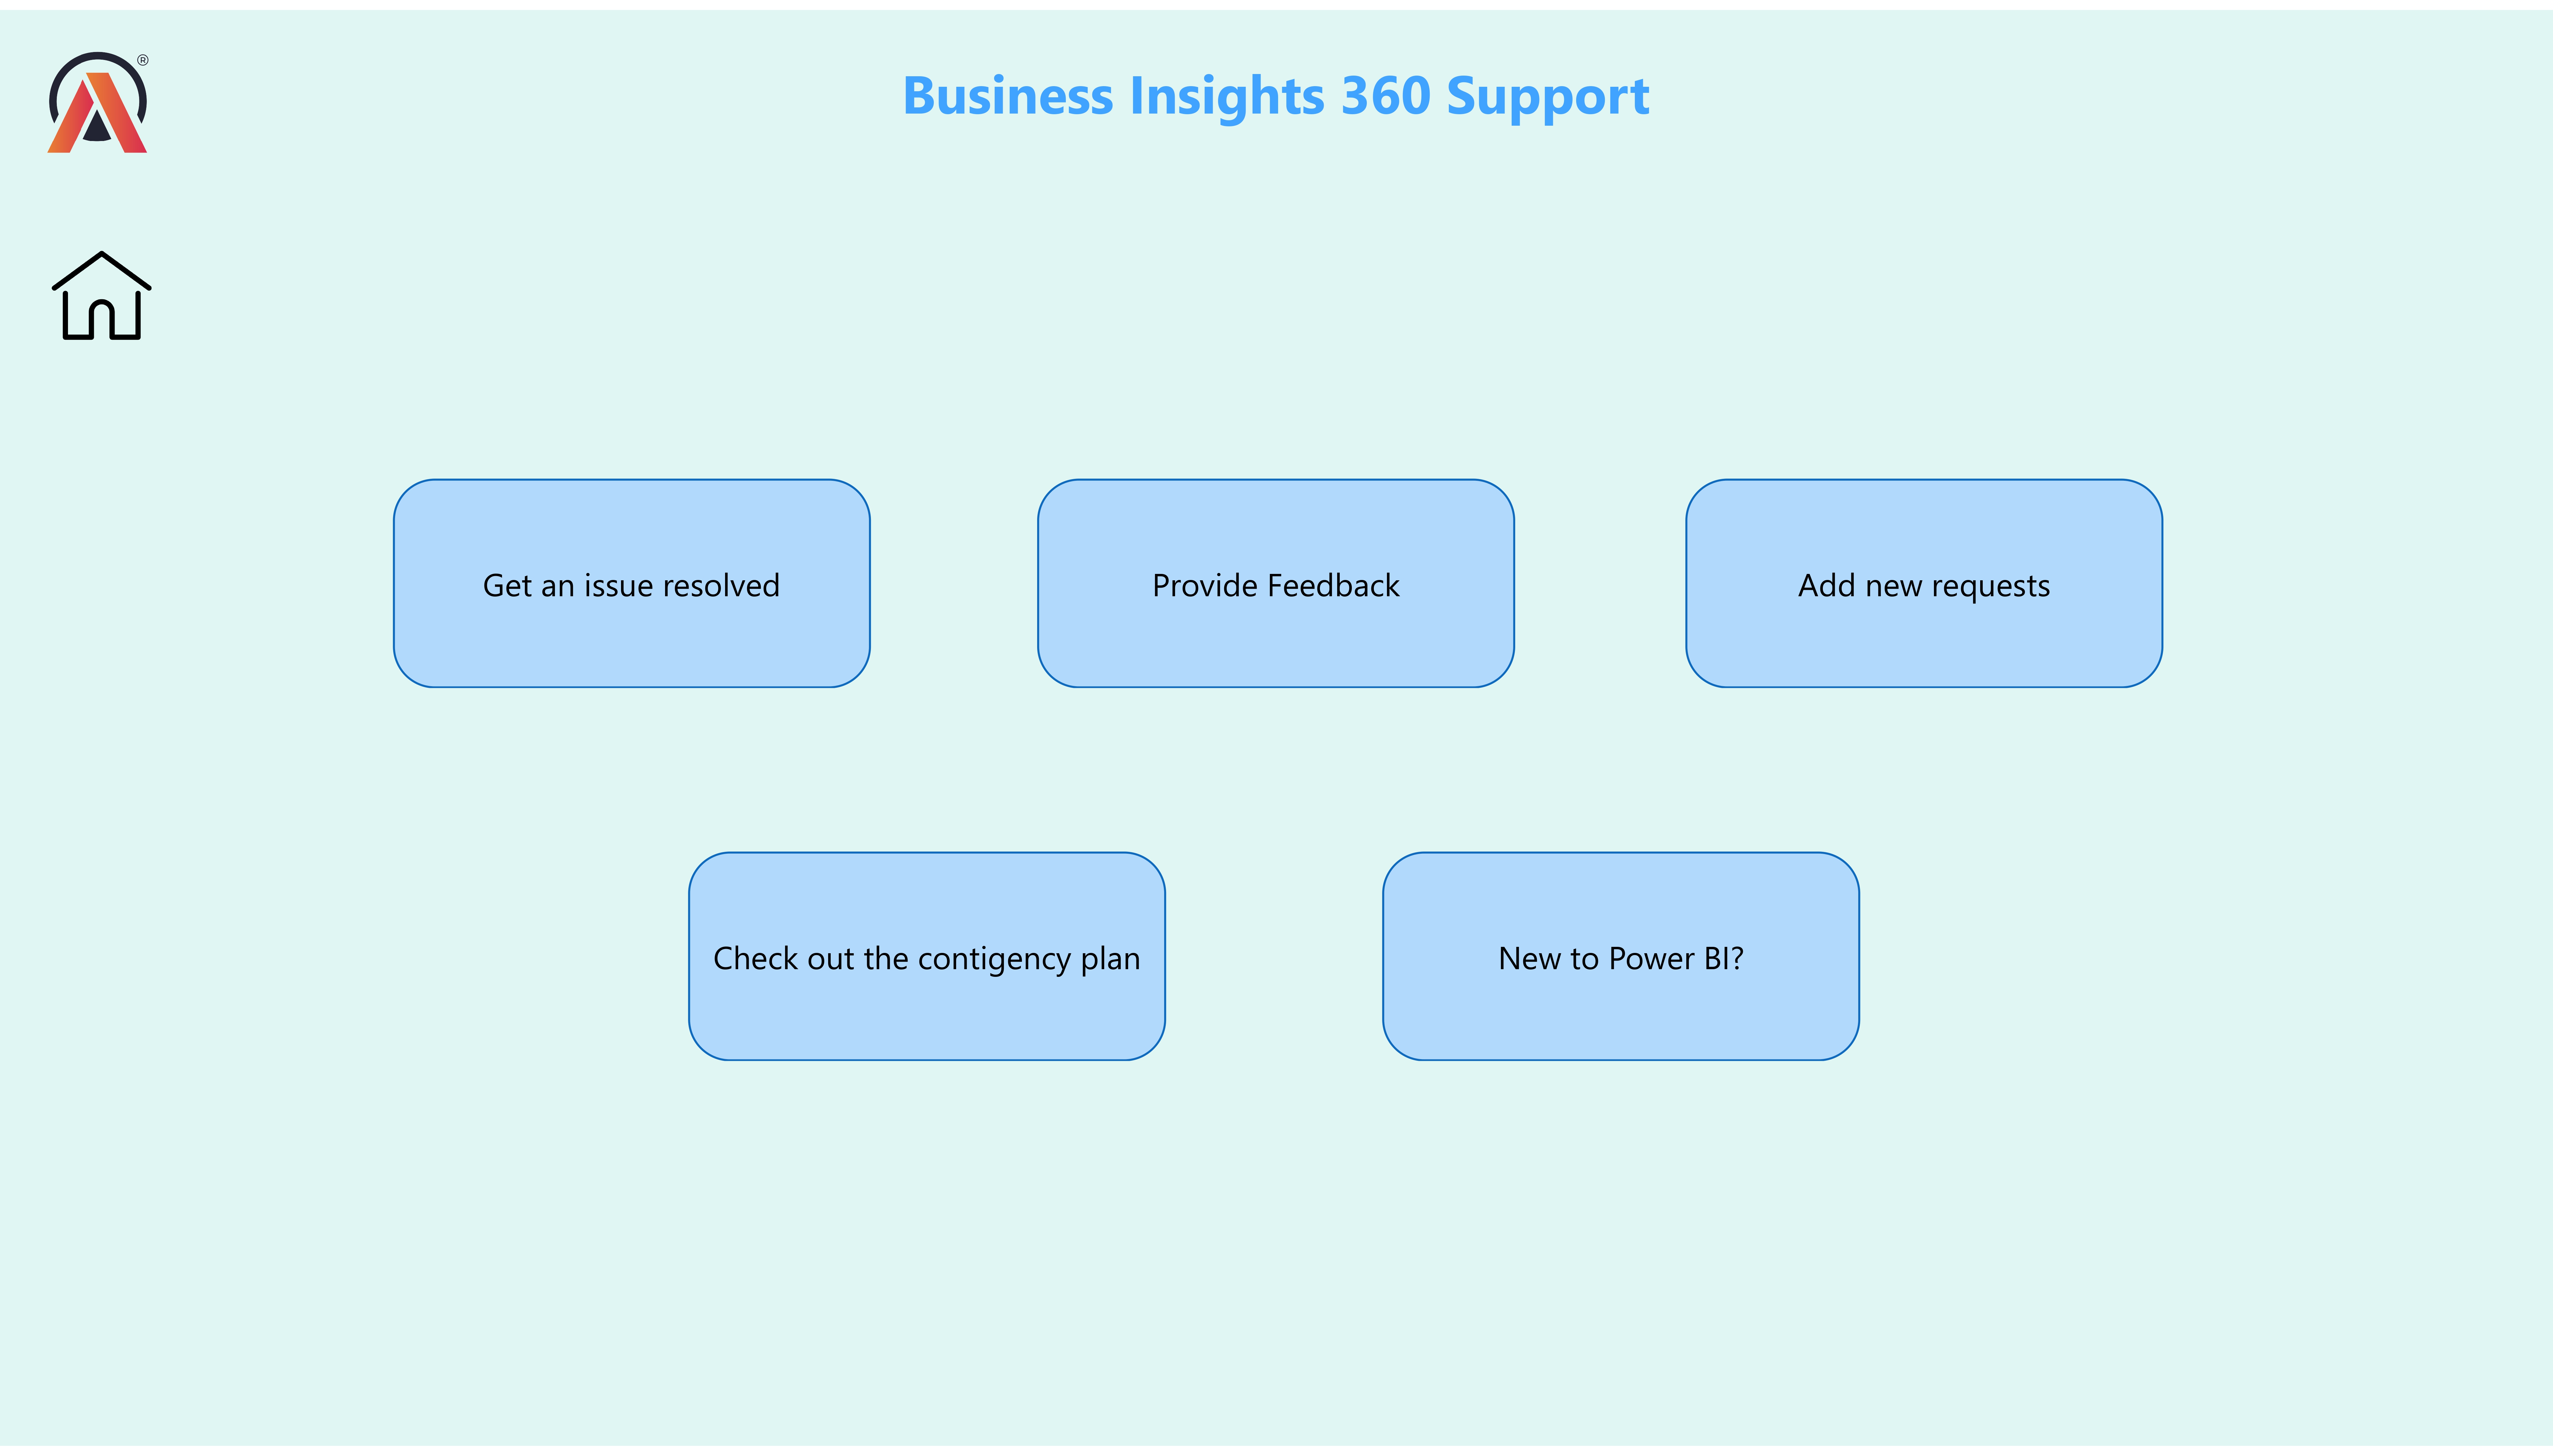 ®
Business Insights 360 Support
Get an issue resolved
Provide Feedback
Add new requests
Check out the contigency plan
New to Power BI?